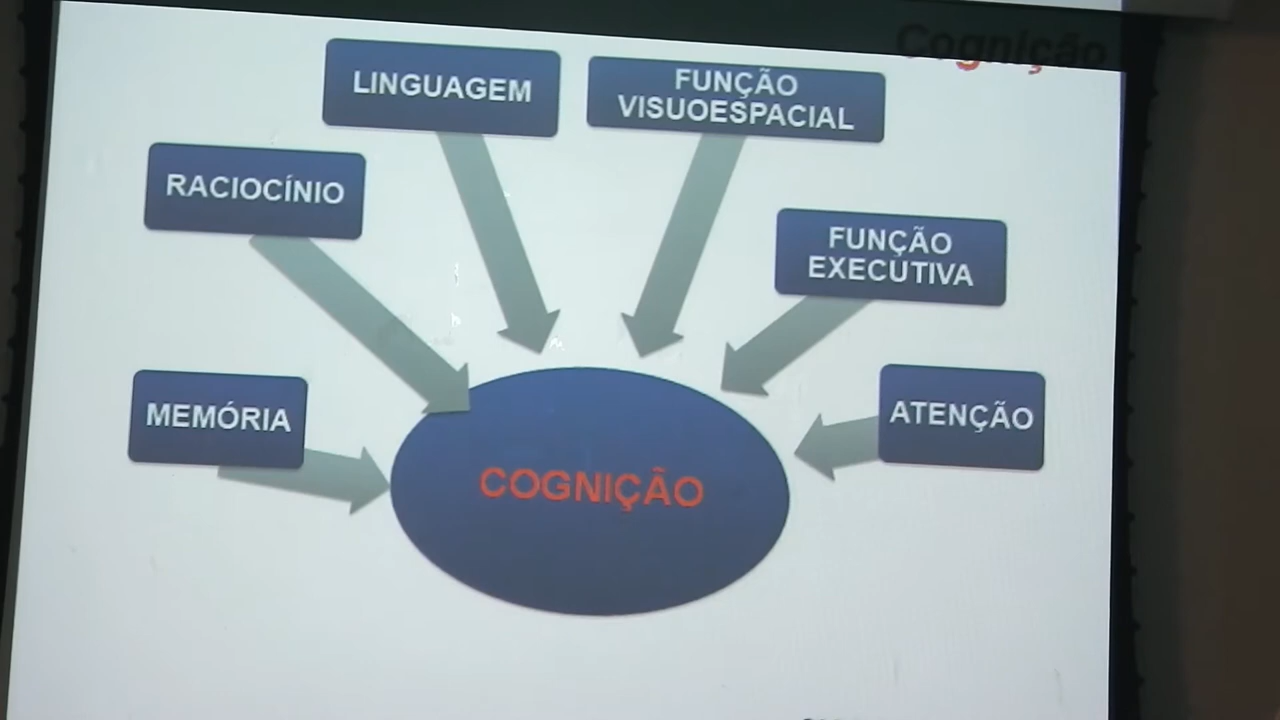 Cognição
LINGUAGEM
FUNÇÃO
VISUOESPACIAL
RACIOCÍNIO
FUNÇÃO
EXECUTIVA
MEMÓRIA
ATENÇÃO
COGNIÇÃO